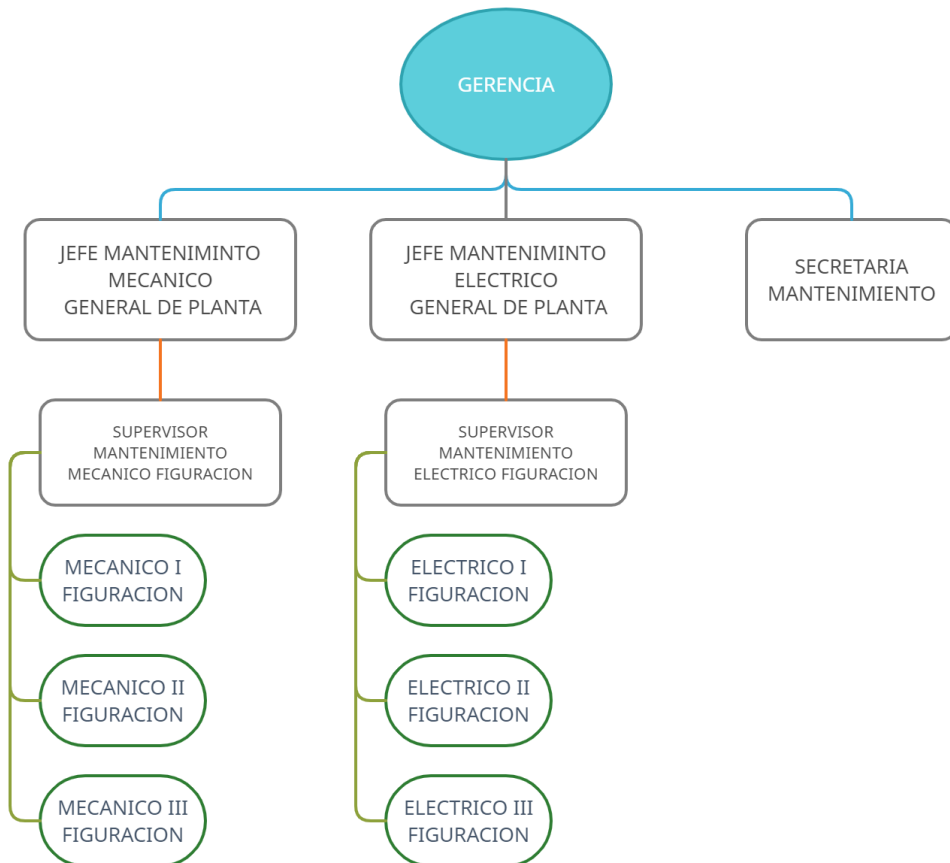 GERENCIA
JEFE MANTENIMINTO
MECANICO
GENERAL DE PLANTA
JEFE MANTENIMINTO
ELECTRICO
GENERAL DE PLANTA
SECRETARIA
MANTENIMIENTO
SUPERVISOR
MANTENIMIENTO
MECANICO FIGURACION
SUPERVISOR
MANTENIMIENTO
ELECTRICO FIGURACION
MECANICO I
FIGURACION
ELECTRICO I
FIGURACION
MECANICO II
FIGURACION
ELECTRICO II
FIGURACION
MECANICO III
FIGURACION
ELECTRICO III
FIGURACION